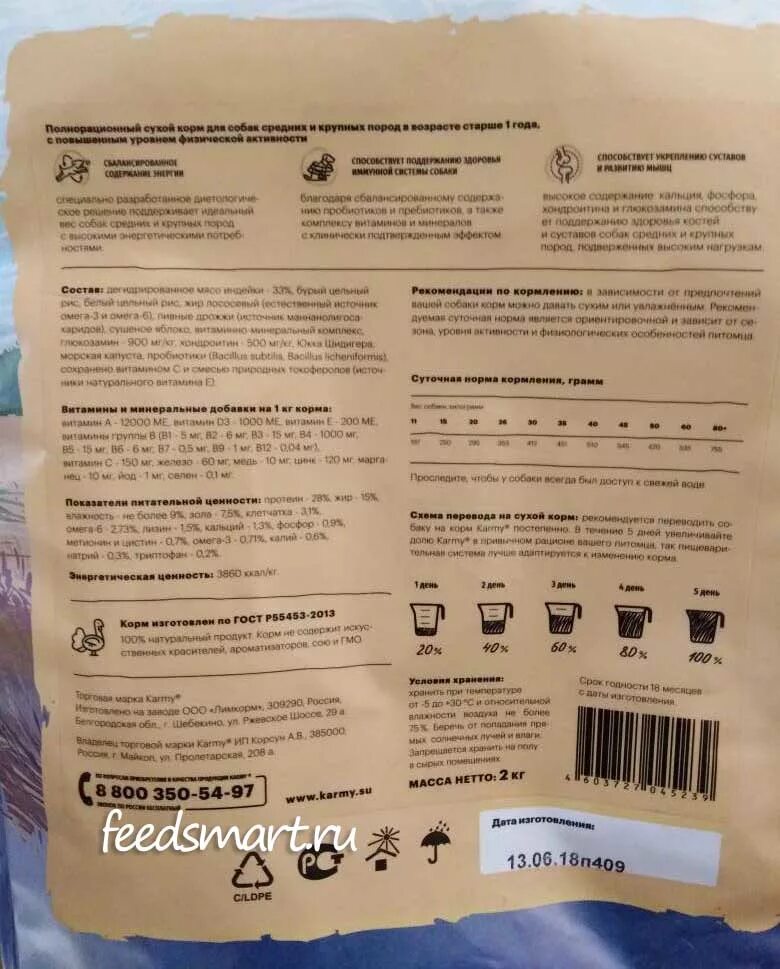 Полнорационный сухой корм для собак средних и крупных пород в возрасте старше 1 года,
с повышенным уровнем физической активности
СБАЛАНСИРОВАННОЕ
СОДЕРЖАНИЕ ЭНЕРГИИ
специально разработанное диетологиче-
ское решение поддерживает идеальный
вес собак средних и крупных пород
с высокими энергетическими потреб-
ностями.
СПОСОБСТВУЕТ ПОДДЕРЖАНИЮ ЗДОРОВЬЯ
ИММУННОЙ СИСТЕМЫ СОБАКИ
благодаря сбалансированному содержа-
нию пробиотиков и пребиотиков, а также
комплексу витаминов и минералов
с клинически подтвержденным эффектом
СПОСОБСТВУЕТ УКРЕПЛЕНИЮ СУСТАВОВ
И РАЗВИТИЮ МЫШЦ
высокое содержание кальция, фосфора,
хондроитина и глюкозамина способству-
ет поддержанию здоровья костей
и суставов собак средних и крупных
пород, подверженных высоким нагрузкам.
Состав: дегидрированное мясо индейки - 33%, бурый цельный
рис, белый цельный рис, жир лососевый (естественный источник
омега-3 и омега-6), пивные дрожжи (источник маннанолигоса-
харидов), сушеное яблоко, витаминно минеральный комплекс,
глюкозамин - 900 мг/кг, хондроитин - 500 мг/кг, Юкка Шидигера,
морская капуста, пробиотики (Bacillus subtilis, Bacillus licheniformis),
сохранено витамином С и смесью природных токоферолов (источ-
ники натурального витамина Е).
Витамины и минеральные добавки на 1 кг корма:
витамин А - 12000 МЕ, витамин D3 - 1000 МЕ, витамин Е - 200 МЕ,
витамины группы В (В1 - 5 мг, В2 - 6 мг, В3 - 15 мг, В4 - 1000 мг,
В5 - 15 мг, В6 - 6 мг, В7 - 0,5 мг, В9 - 1 мг, В12 - 0,04 мг),
витамин С - 150 мг, железо - 60 мг, медь - 10 мг, цинк - 120 мг, марга-
нец - 10 мг, йод - 1 мг, селен - 0,1 мг.
Показатели питательной ценности: протеин - 28%, жир - 15%,
влажность - не более 9%, зола - 7,5%, клетчатка - 3,1%,
омега-6 - 2,73%, лизин - 1,5%, кальций - 1,3%, фосфор - 0,9%,
метионин и цистин - 0,7%, омега-3 - 0,71%, калий - 0,6%,
натрий - 0,3%, триптофан - 0,2%.
Энергетическая ценность: 3860 ккал/кг.
Корм изготовлен по ГОСТ Р55453-2013
100% натуральный продукт. Корм не содержит искус-
ственных красителей, ароматизаторов, сою и ГМО.
Торговая марка Karmy®
Изготовлено на заводе ООО «Лимкорм», 309290, Россия,
Белгородская обл., г. Шебекино, ул. Ржевское Шоссе, 29 а.
Владелец торговой марки Karmy® ИП Корсун А.В., 385000,
Россия, г. Майкоп, ул. Пролетарская, 208 а.
ПО ВОПРОСАМ ПРИОБРЕТЕНИЯ И КАЧЕСТВА ПРОДУКЦИИ KARMY®
8 800 350-54-97
ЗВОНОК ПО РОССИИ БЕСПЛАТНЫЙ
www.karmy.su
Рекомендации по кормлению: в зависимости от предпочтений
вашей собаки корм можно давать сухим или увлажнённым. Рекомен-
дуемая суточная норма является ориентировочной и зависит от се-
зона, уровня активности и физиологических особенностей питомца.
Суточная норма кормления, грамм
Вес собаки, килограмм
11 15 20 26 30 35 40 45 50 60 80+
Проследите, чтобы у собаки всегда был доступ к свежей воде.
Схема перевода на сухой корм: рекомендуется переводить со-
баку на корм Karmy® постепенно. В течение 5 дней увеличивайте
долю Karmy® в привычном рационе вашего питомца, так пищевари-
тельная система лучше адаптируется к изменению корма.
1 день 2 день 3 день 4 день 5 день
20% 40% 60% 80% 100%
Условия хранения:
хранить при температуре
от -5 до +30 °С и относительной
влажности воздуха не более
75%. Беречь от попадания пря-
мых солнечных лучей и влаги.
Запрещается хранить на полу
в сырых помещениях.
МАССА НЕТТО: 2 КГ
Срок годности 18 месяцев
с даты изготовления.
4 603727 045239
Дата изготовления:
13.06.18п409
feedsmart.ru
РСТ
C/LDPE